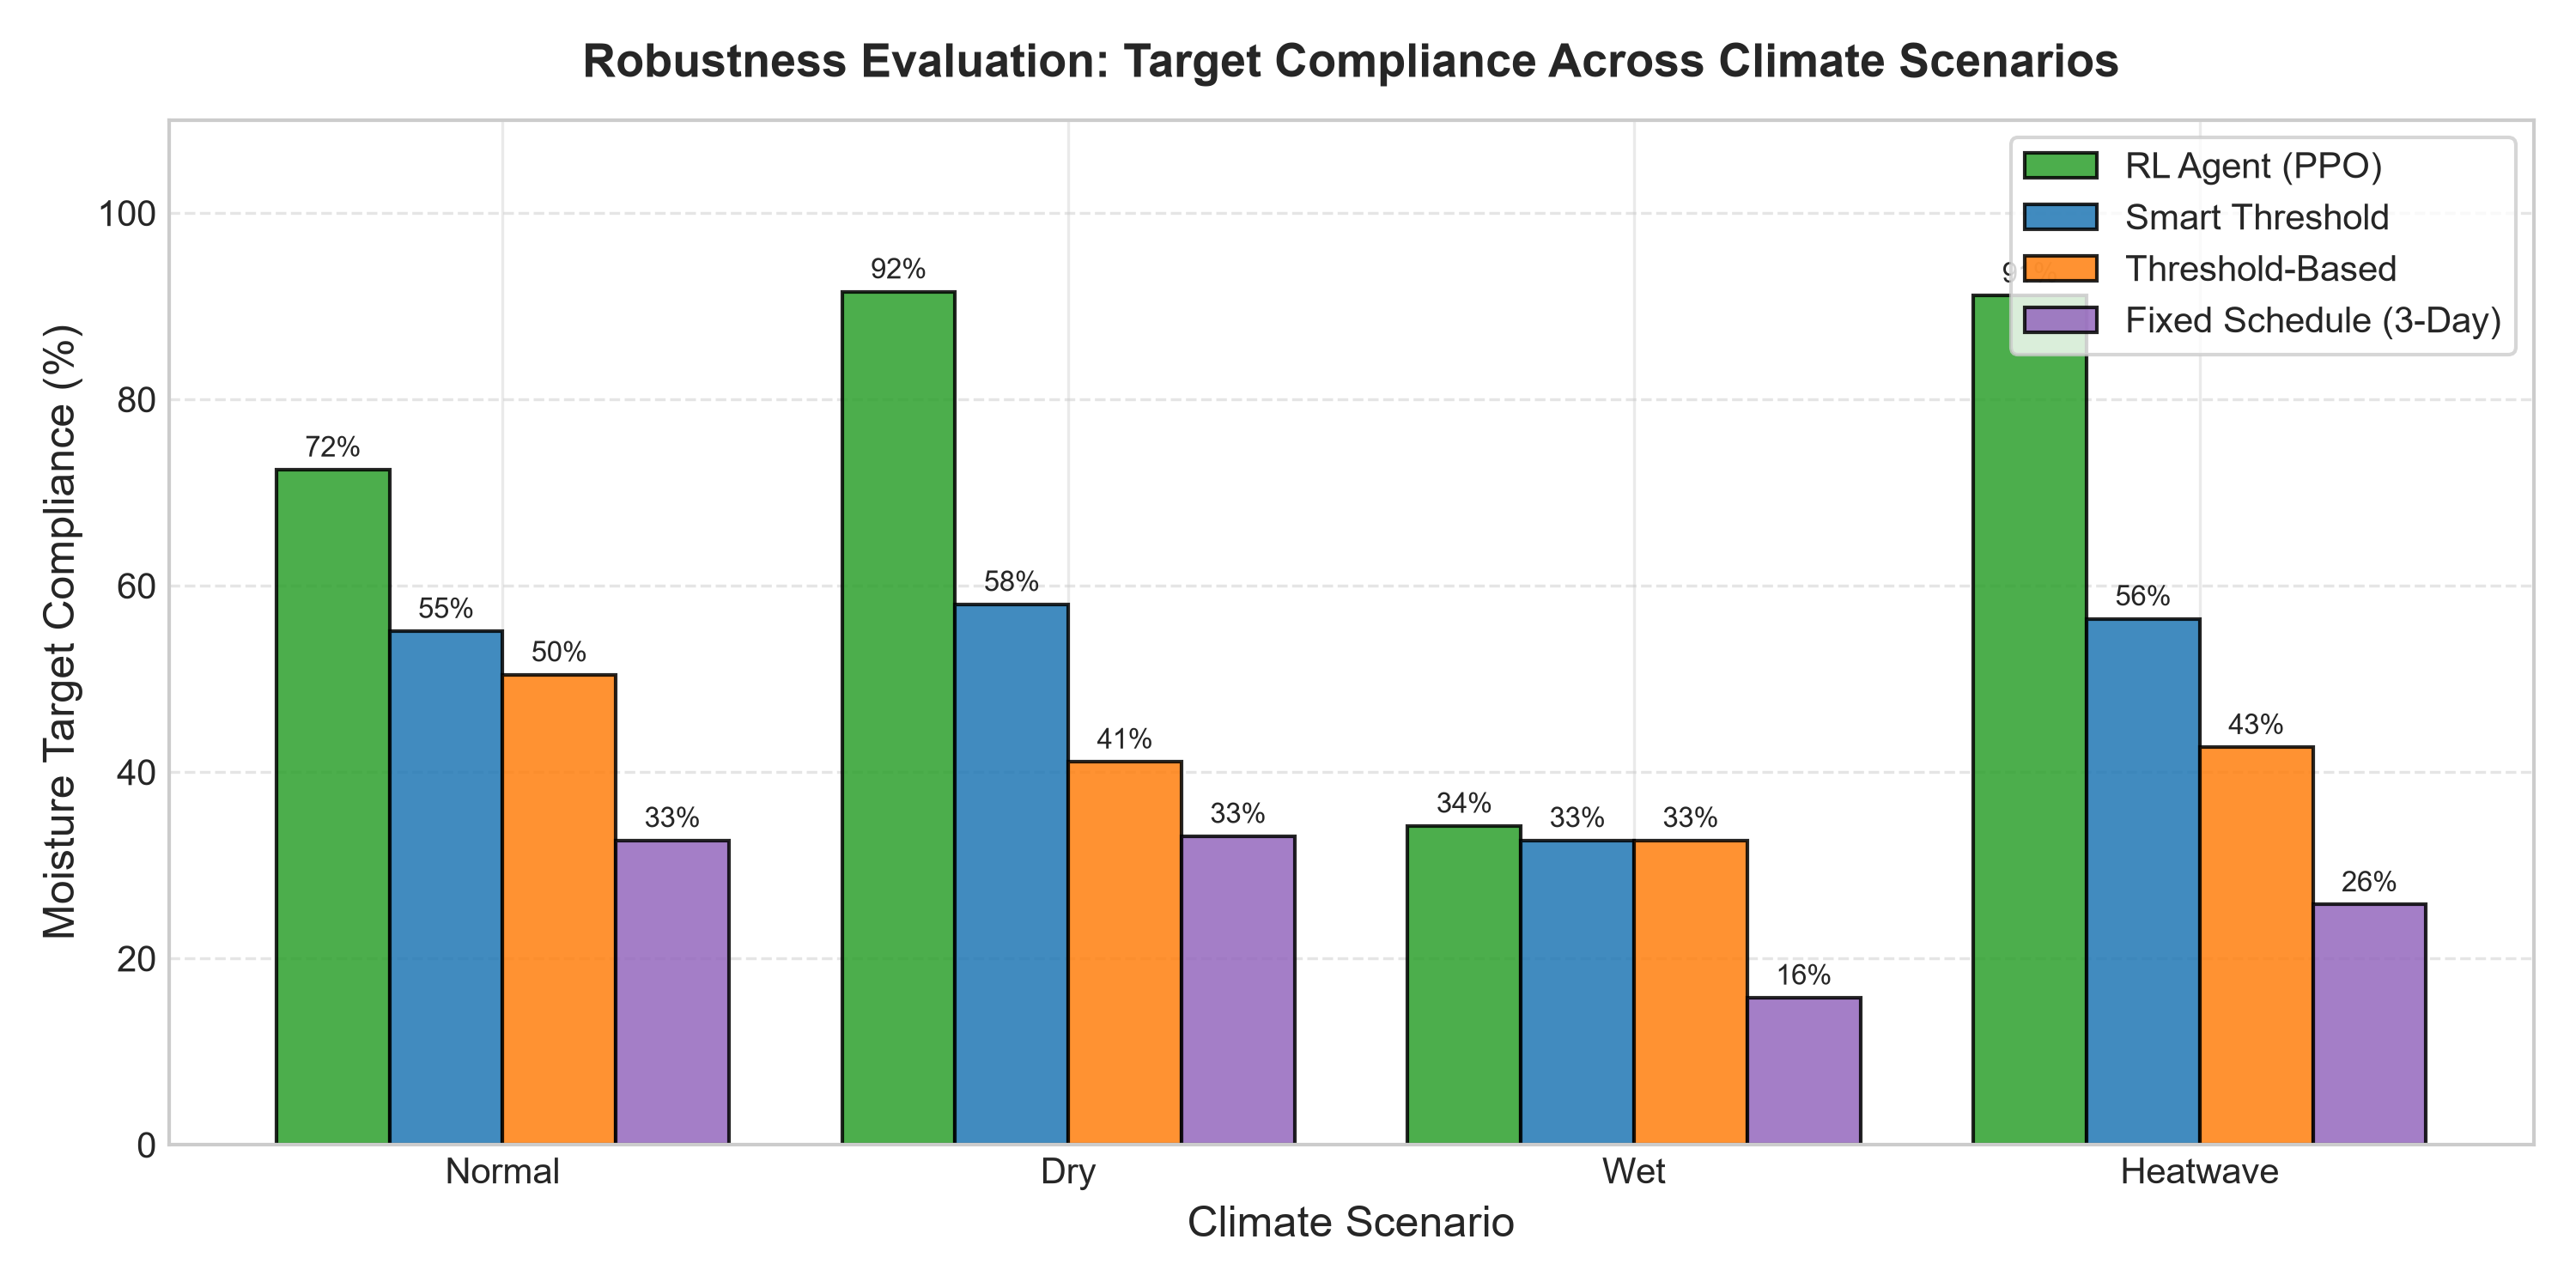 Robustness Evaluation: Target Compliance Across Climate Scenarios
RL Agent (PPO)
Smart Threshold
Threshold-Based
Fixed Schedule (3-Day)
Moisture Target Compliance (%)
100
80
60
40
20
0
72%
55%
50%
33%
92%
58%
41%
33%
34%
33%
33%
16%
56%
43%
26%
Normal
Dry
Wet
Heatwave
Climate Scenario